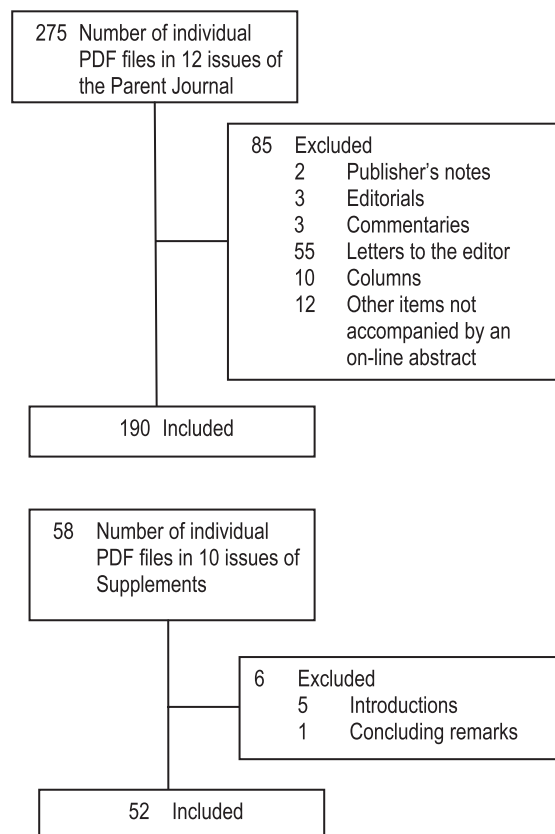 275 Number of individual
PDF files in 12 issues of
the Parent Journal
85 Excluded
2 Publisher's notes
3 Editorials
3 Commentaries
55 Letters to the editor
10 Columns
12 Other items not
accompanied by an
on-line abstract
190 Included
58 Number of individual
PDF files in 10 issues of
Supplements
6 Excluded
5 Introductions
1 Concluding remarks
52 Included